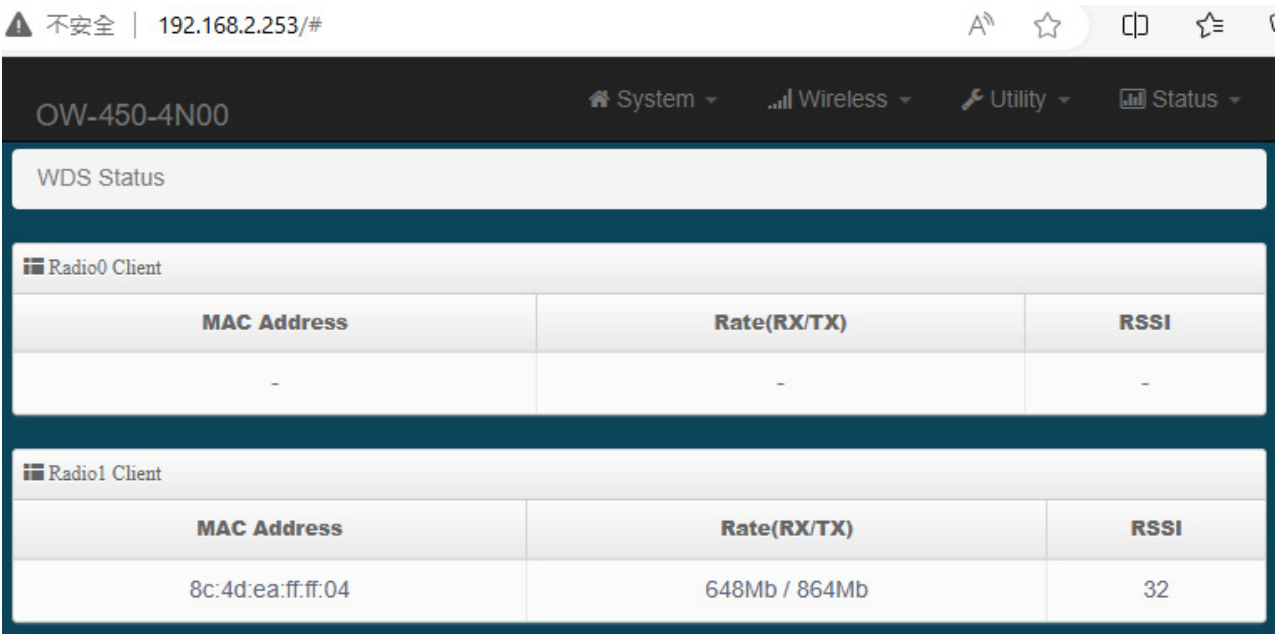 不安全 192.168.2.253/#
OW-450-4N00 System Wireless Utility Status
WDS Status
Radio0 Client
MAC Address Rate(RX/TX) RSSI
- - -
Radio1 Client
MAC Address Rate(RX/TX) RSSI
8c:4d:ea:ff:ff:04 648Mb / 864Mb 32